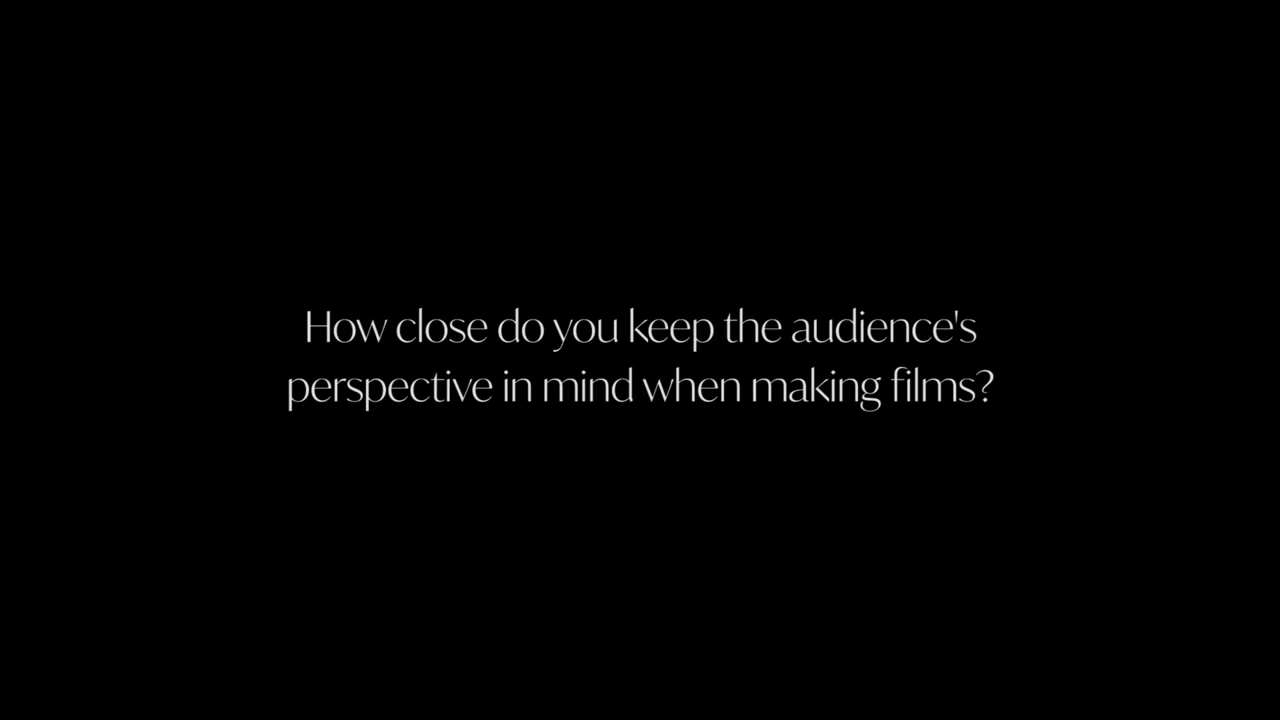 How close do you keep the audience's
perspective in mind when making films?